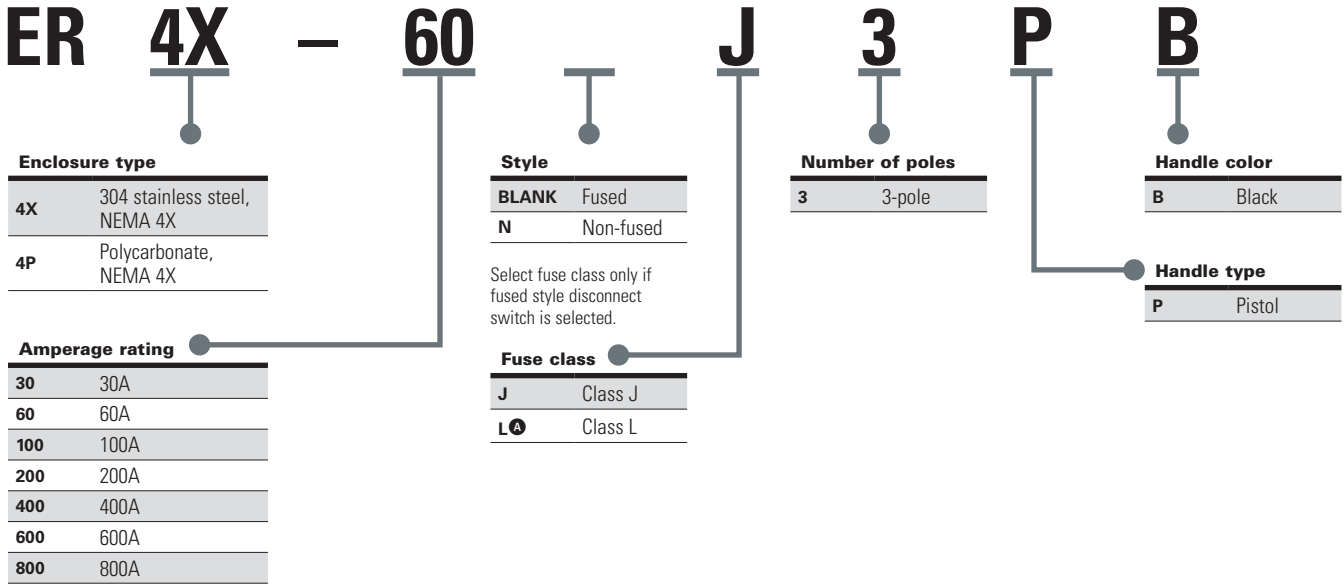 ER 4X – 60 J 3 P B
Enclosure type
4X 304 stainless steel,
NEMA 4X
4P Polycarbonate,
NEMA 4X
Amperage rating
30 30A
60 60A
100 100A
200 200A
400 400A
600 600A
800 800A
Style
BLANK Fused
N Non-fused
Select fuse class only if
fused style disconnect
switch is selected.
Fuse class
J Class J
L A Class L
Number of poles
3 3-pole
Handle color
B Black
Handle type
P Pistol